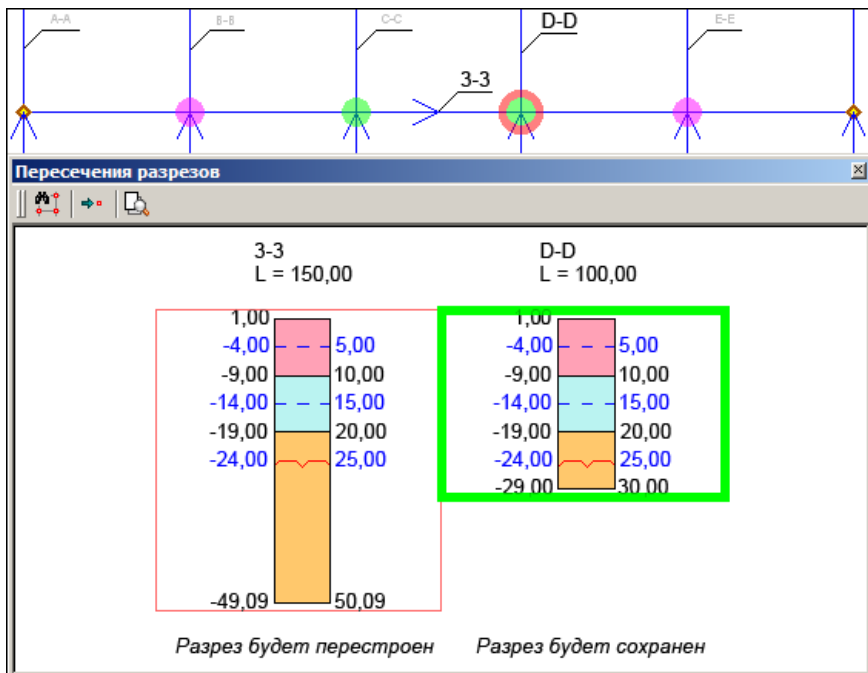 A-A B-B C-C D-D E-E
3-3
Пересечения разрезов
3-3 D-D
L = 150,00 L = 100,00
1,00 1,00
-4,00 5,00 -4,00 5,00
-9,00 10,00 -9,00 10,00
-14,00 15,00 -14,00 15,00
-19,00 20,00 -19,00 20,00
-24,00 25,00 -24,00 25,00
-29,00 30,00
-49,09 50,09
Разрез будет перестроен Разрез будет сохранен